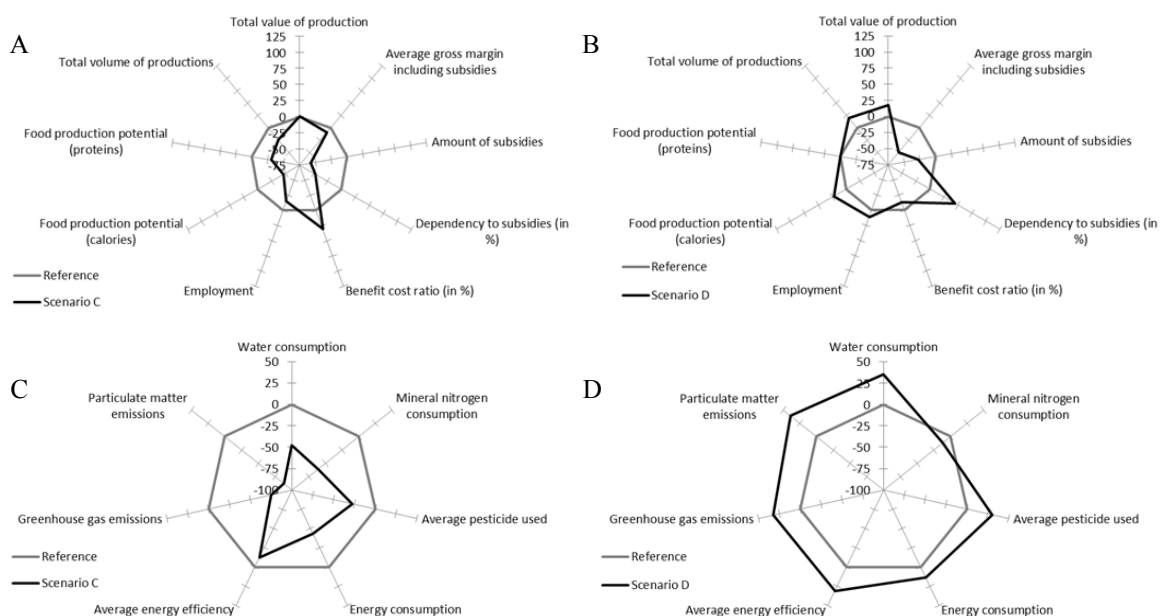 A
Total value of production
125
100
75
50
25
0
-25
-50
-75
Average gross margin
including subsidies
Amount of subsidies
Dependency to subsidies (in
%)
Benefit cost ratio (in %)
Employment
Food production potential
(calories)
Food production potential
(proteins)
Total volume of productions
Reference
Scenario C
B
Total value of production
125
100
75
50
25
0
-25
-50
-75
Average gross margin
including subsidies
Amount of subsidies
Dependency to subsidies (in
%)
Benefit cost ratio (in %)
Employment
Food production potential
(calories)
Food production potential
(proteins)
Total volume of productions
Reference
Scenario D
C
Water consumption
50
25
0
-25
-50
-75
-100
Mineral nitrogen
consumption
Average pesticide used
Energy consumption
Average energy efficiency
Greenhouse gas emissions
Particulate matter
emissions
Reference
Scenario C
D
Water consumption
50
25
0
-25
-50
-75
-100
Mineral nitrogen
consumption
Average pesticide used
Energy consumption
Average energy efficiency
Greenhouse gas emissions
Particulate matter
emissions
Reference
Scenario D